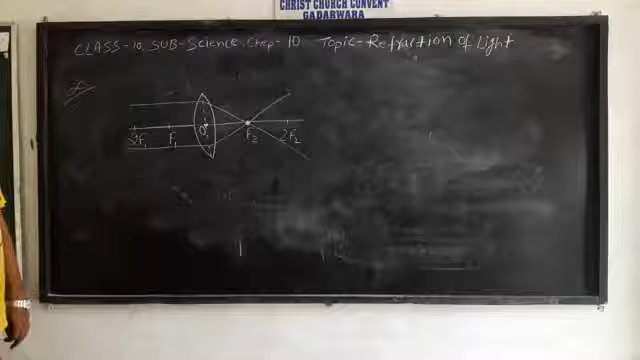 CHRIST CHURCH CONVENT
GADARWARA
CLASS-10, SUB-Science, Chep-10. Topic-Refraction of Light
2F₁ F₁ O F₂ 2F₂